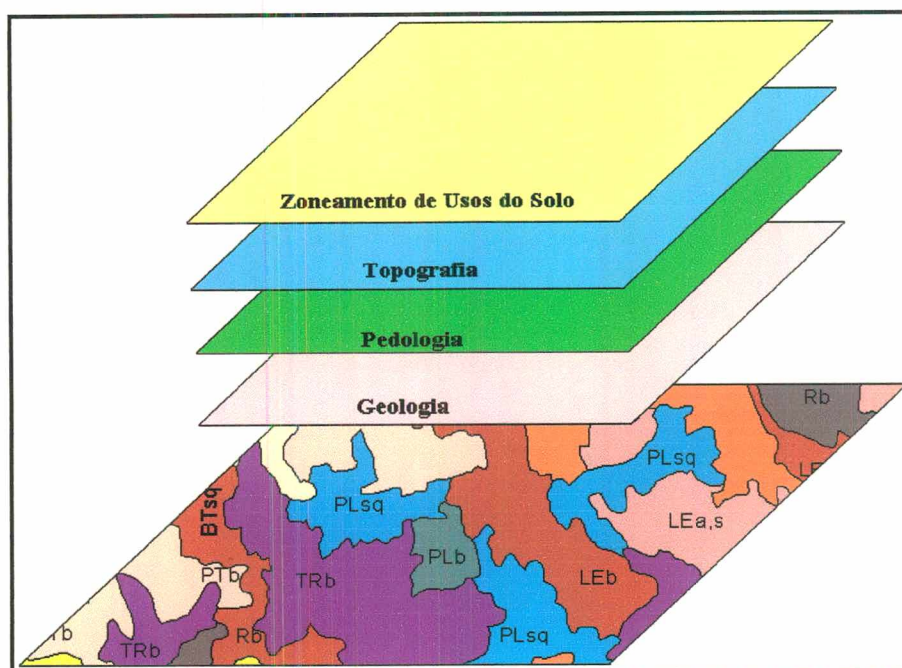 Zoneamento de Usos do Solo
Topografia
Pedologia
Geologia
Rb
PLsq
LE
BTsq
PLsq
LEa,s
PLb
PTb
TRb
LEb
Rb
TRb
PLsq